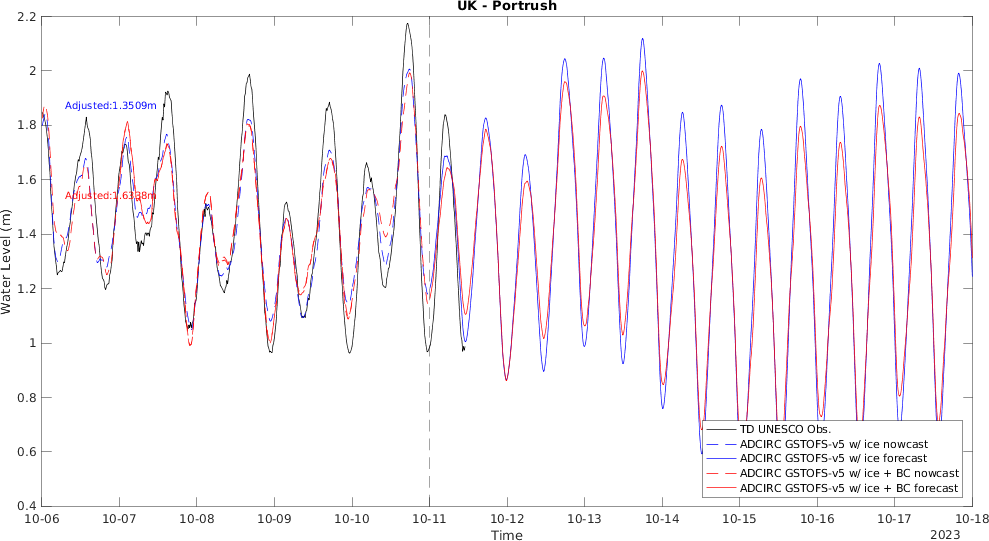 UK - Portrush
2.2
2
1.8
1.6
1.4
1.2
1
0.8
0.6
0.4
Water Level (m)
Adjusted:1.3509m
Adjusted:1.6338m
TD UNESCO Obs.
ADCIRC GSTOFS-v5 w/ ice nowcast
ADCIRC GSTOFS-v5 w/ ice forecast
ADCIRC GSTOFS-v5 w/ ice + BC nowcast
ADCIRC GSTOFS-v5 w/ ice + BC forecast
10-06 10-07 10-08 10-09 10-10 10-11 10-12 10-13 10-14 10-15 10-16 10-17 10-18
Time
2023